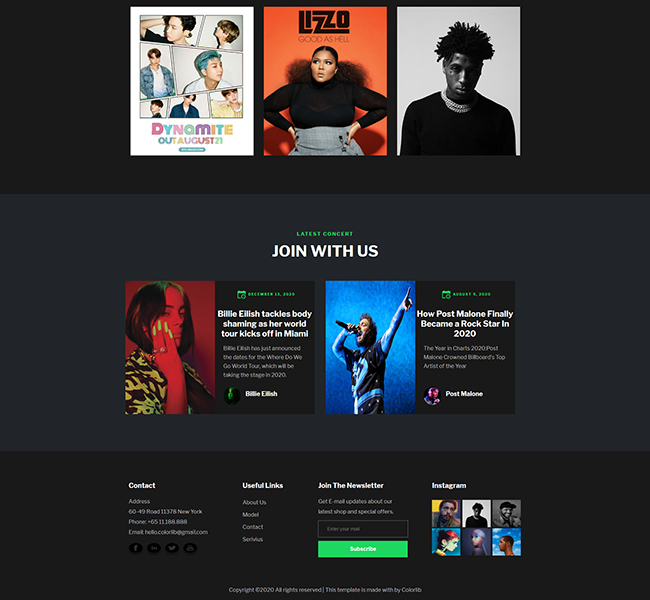 LIZZO
GOOD AS HELL
DYNAMITE
OUTAUGUST21
LATEST CONCERT
JOIN WITH US
DECEMBER 13, 2020
Billie Eilish tackles body
shaming as her world
tour kicks off in Miami
Billie Eilish has just announced
the dates for the Where Do We
Go World Tour, which will be
taking the stage in 2020.
Billie Eilish
AUGUST 5, 2020
How Post Malone Finally
Became a Rock Star In
2020
The Year in Charts 2020:Post
Malone Crowned Billboard's Top
Artist of the Year
Post Malone
Contact
Address
60-49 Road 11378 New York
Phone: +65 11.188.888
Email: hello.colorlib@gmail.com
Useful Links
About Us
Model
Contact
Serivius
Join The Newsletter
Get E-mail updates about our
latest shop and special offers.
Enter your mail
Subscribe
Instagram
Copyright ©2020 All rights reserved | This template is made with by Colorlib